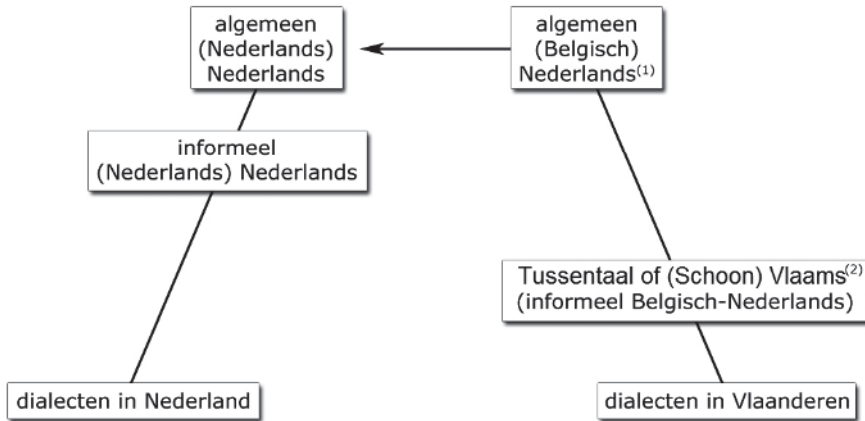 algemeen
(Nederlands)
Nederlands
algemeen
(Belgisch)
Nederlands(1)
informeel
(Nederlands) Nederlands
Tussentaal of (Schoon) Vlaams(2)
(informeel Belgisch-Nederlands)
dialecten in Nederland
dialecten in Vlaanderen